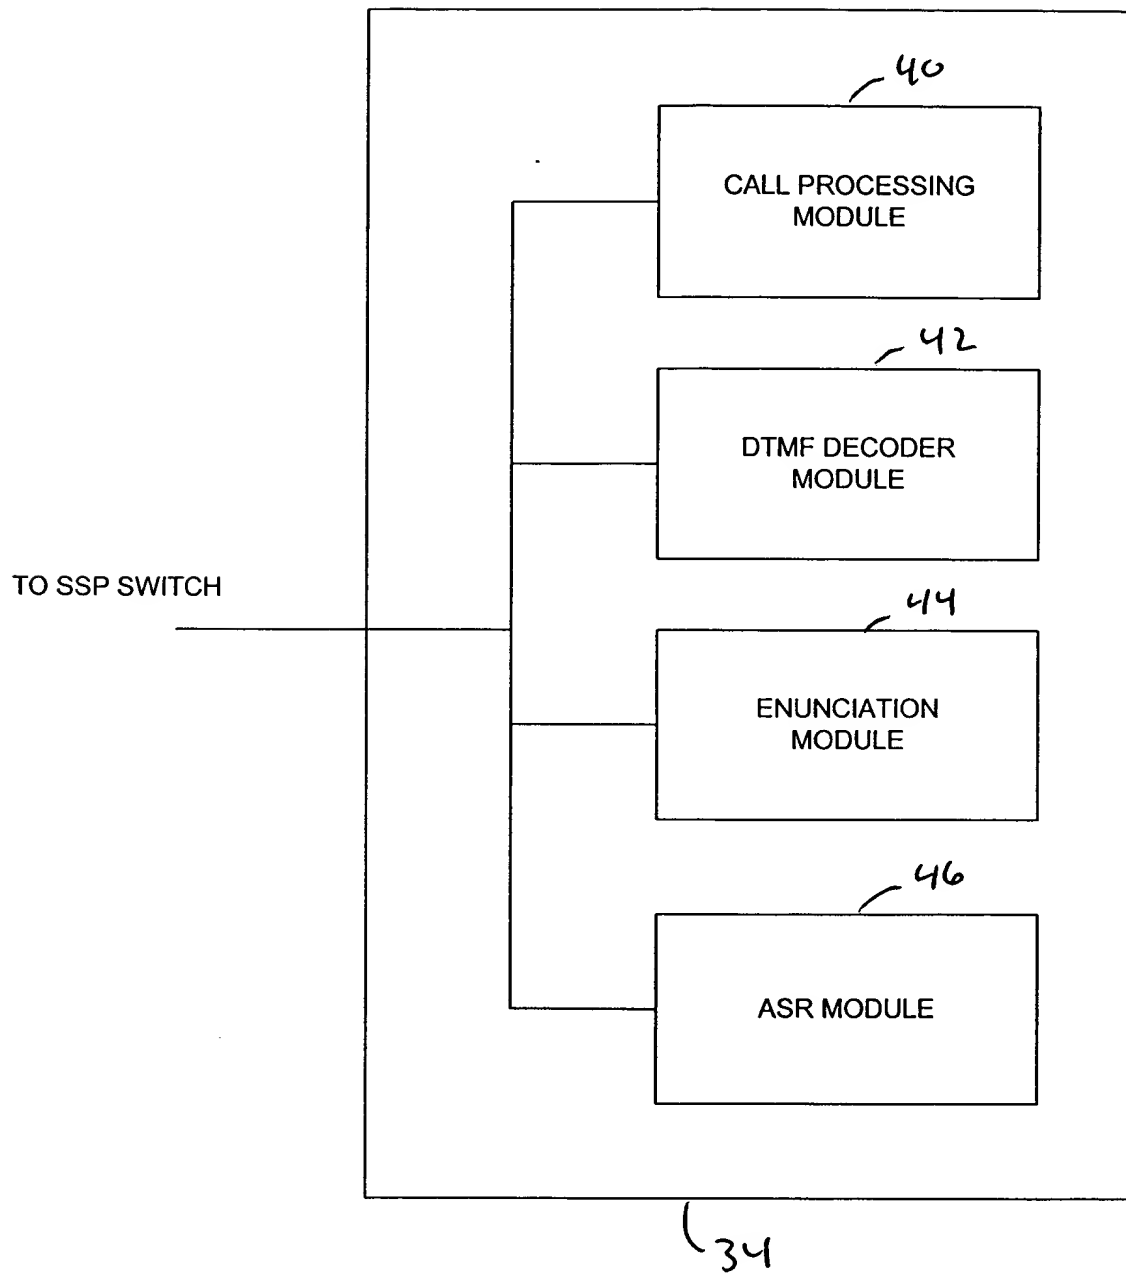 40
CALL PROCESSING
MODULE
42
DTMF DECODER
MODULE
TO SSP SWITCH
44
ENUNCIATION
MODULE
46
ASR MODULE
34